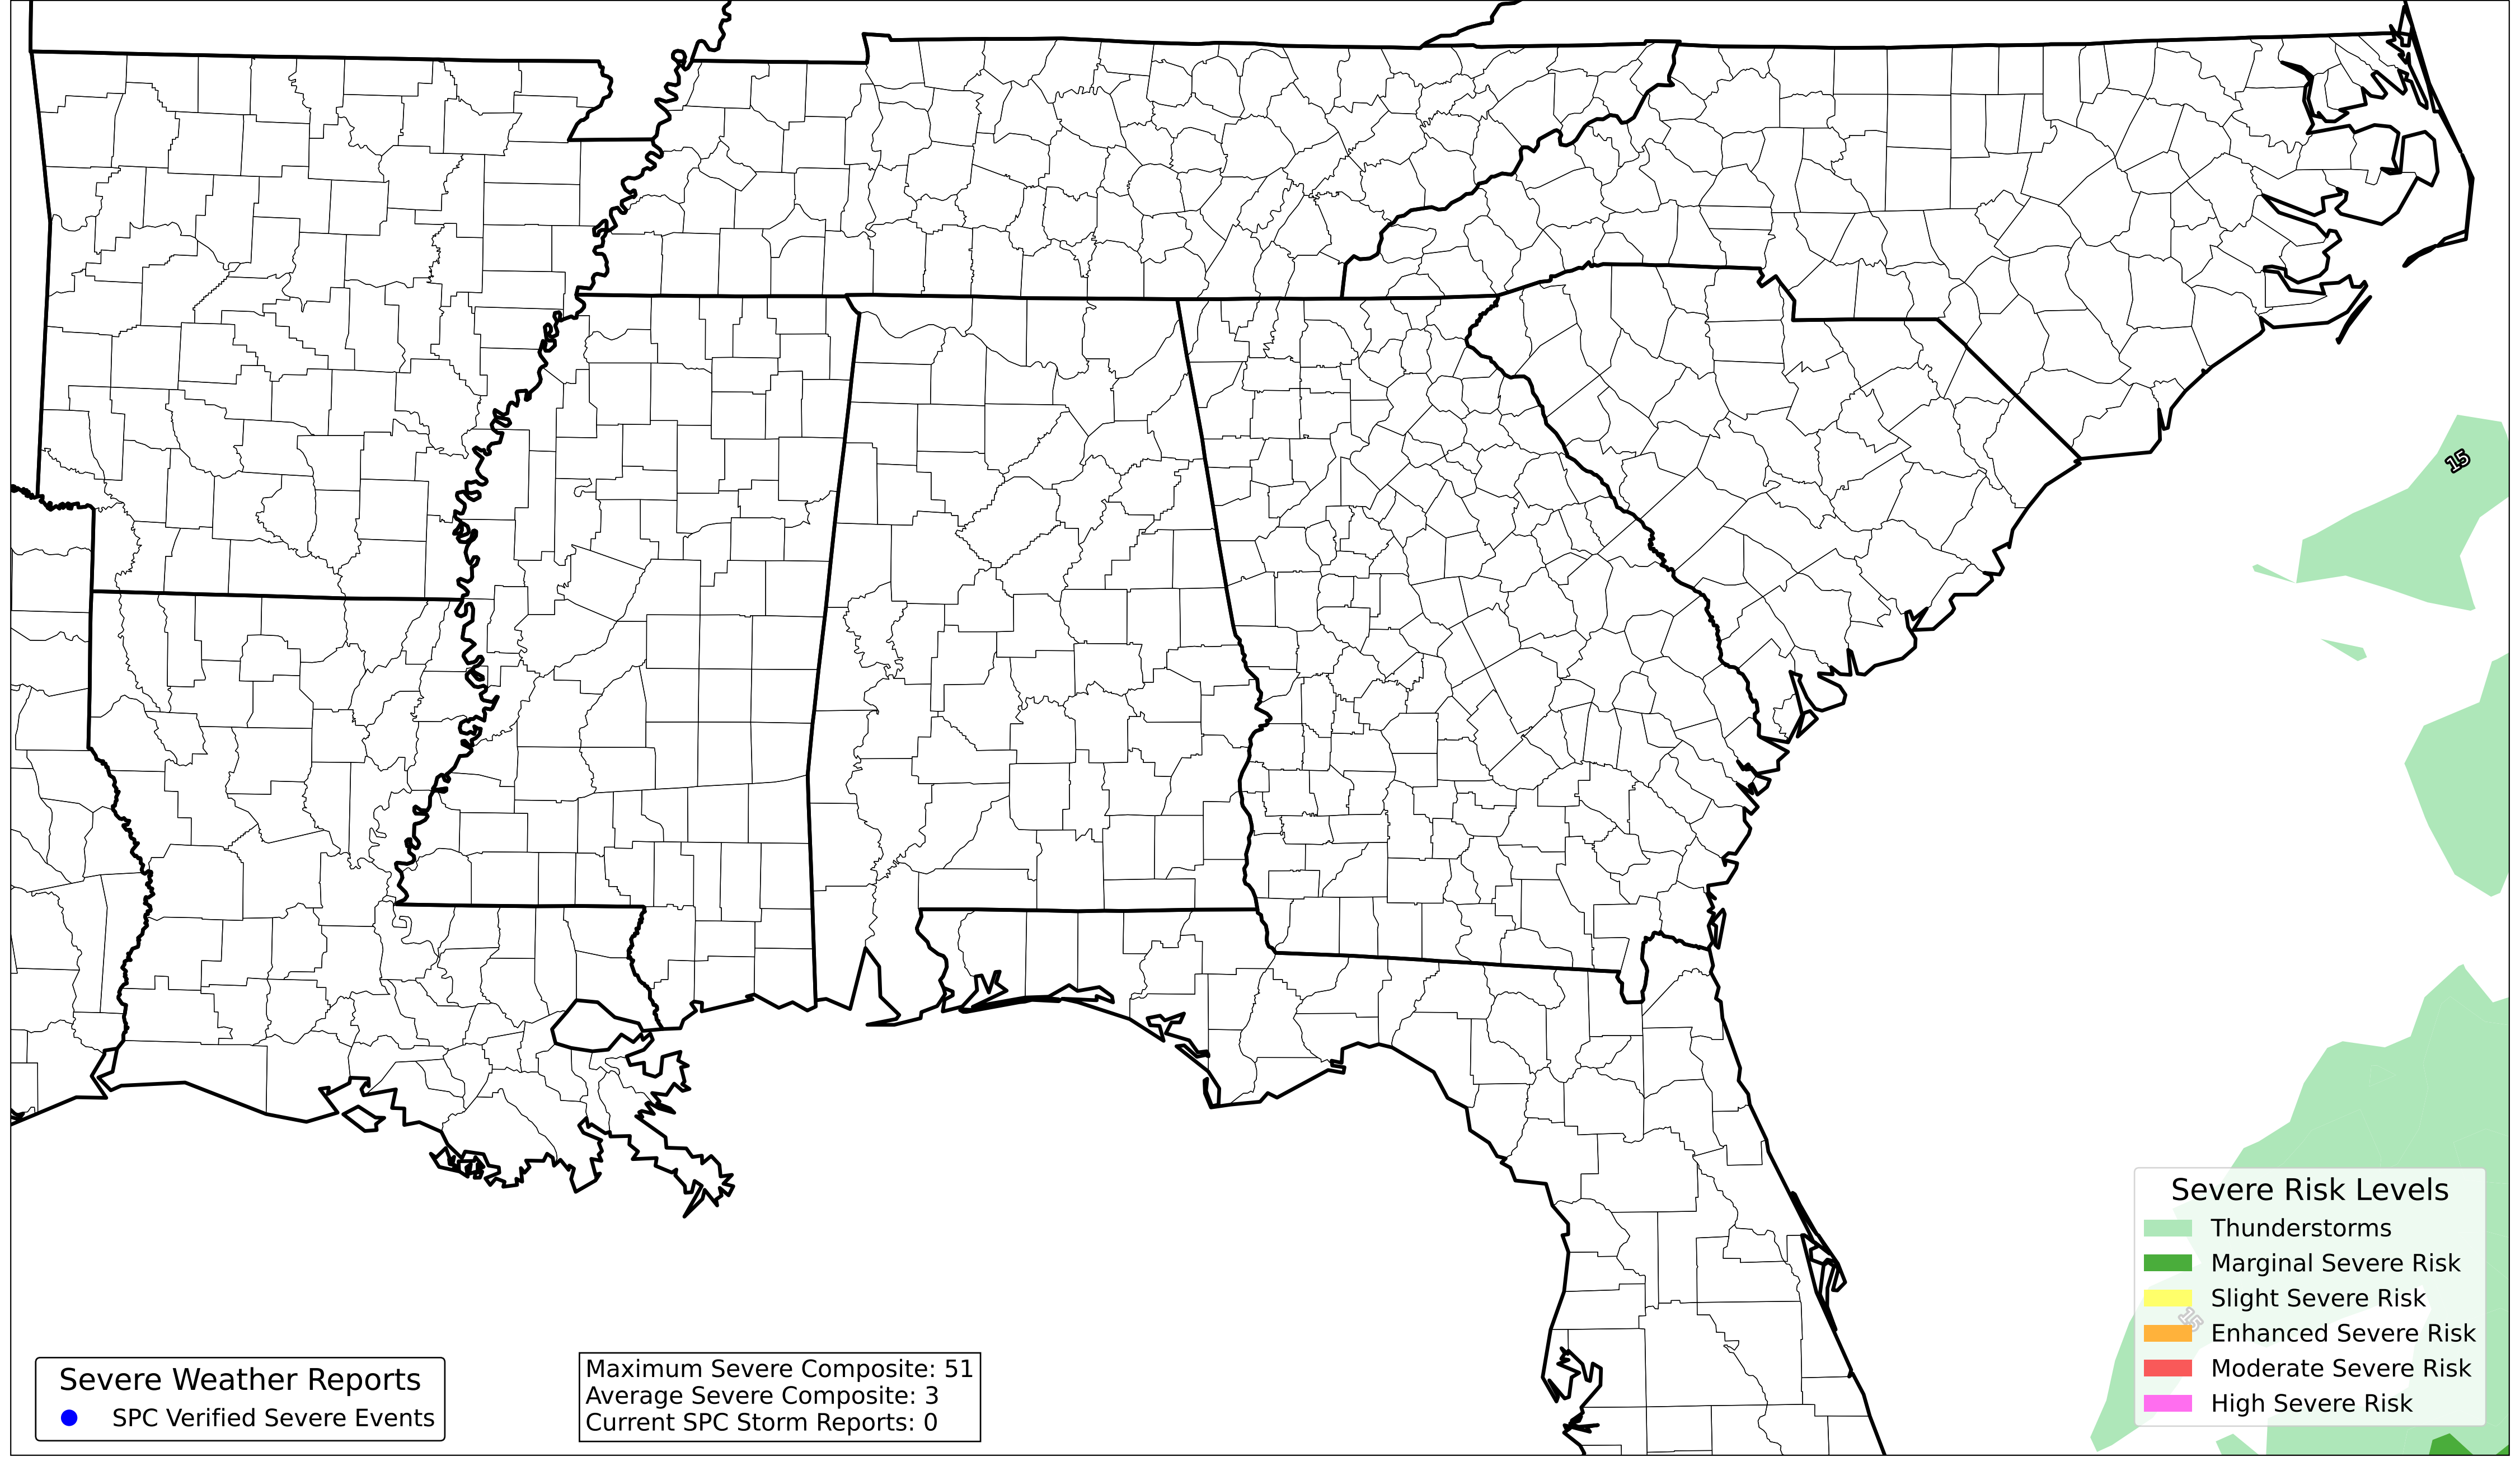 15
Severe Risk Levels
Thunderstorms
Marginal Severe Risk
Slight Severe Risk
15
Enhanced Severe Risk
Moderate Severe Risk
High Severe Risk
Severe Weather Reports
SPC Verified Severe Events
Maximum Severe Composite: 51
Average Severe Composite: 3
Current SPC Storm Reports: 0